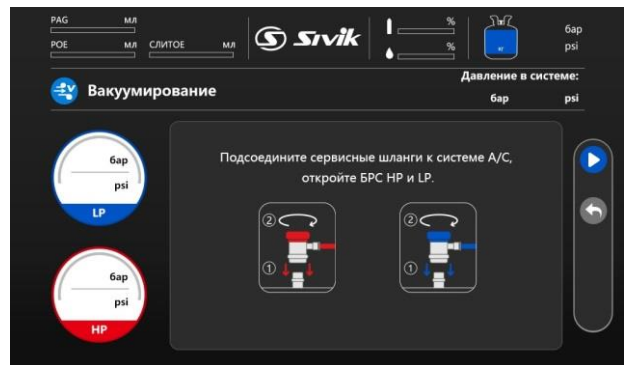 PAG мл
POE мл СЛИТОЕ мл
Sivik
%
%
кг
бар
psi
Вакуумирование
Давление в системе:
бар psi
бар
psi
LP
Подсоедините сервисные шланги к системе A/C,
откройте БРС HP и LP.
② ②
① ①
бар
psi
HP